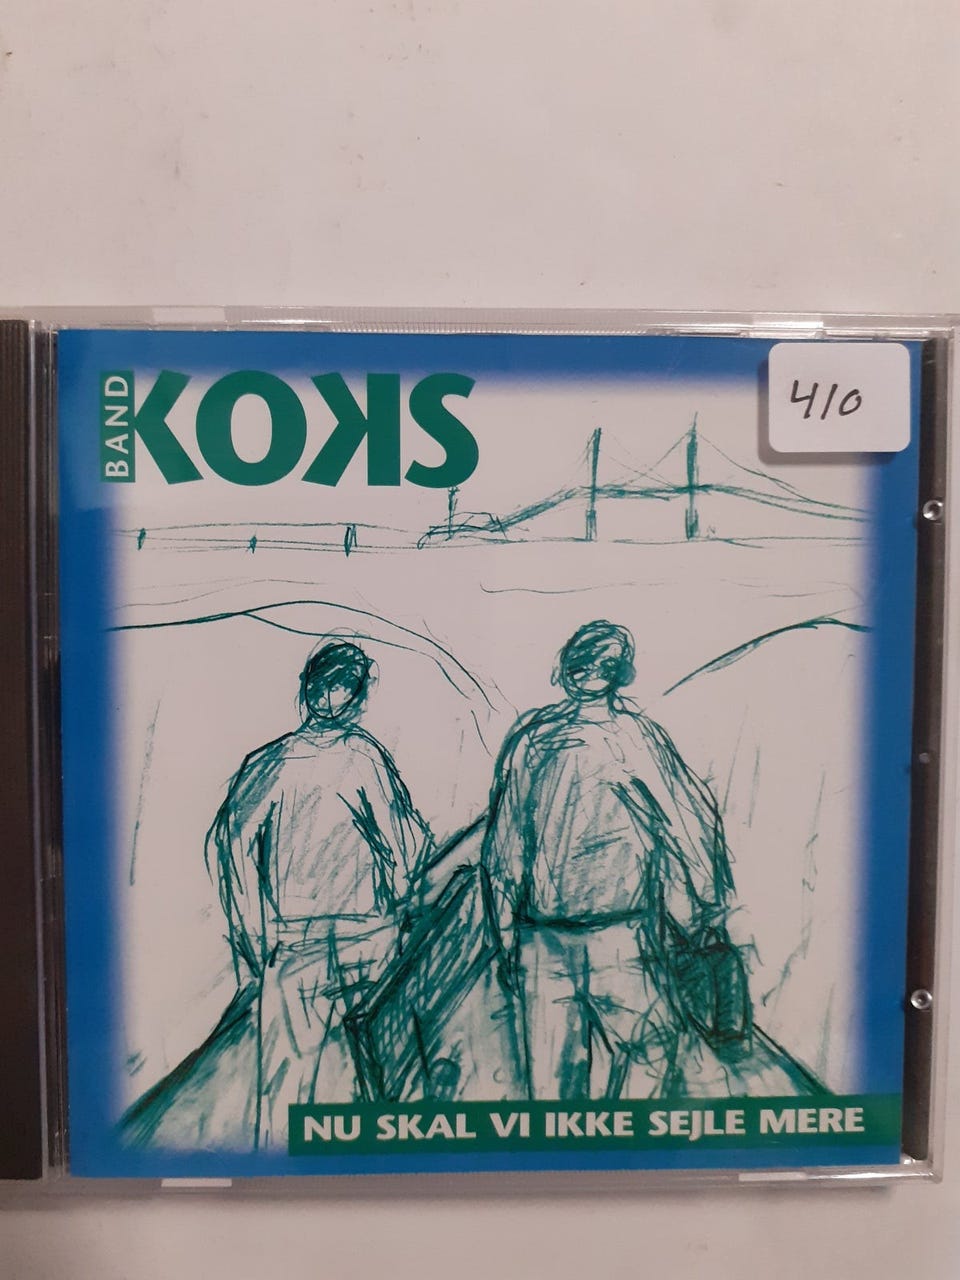 BAND
KOKS
410
NU SKAL VI IKKE SEJLE MERE